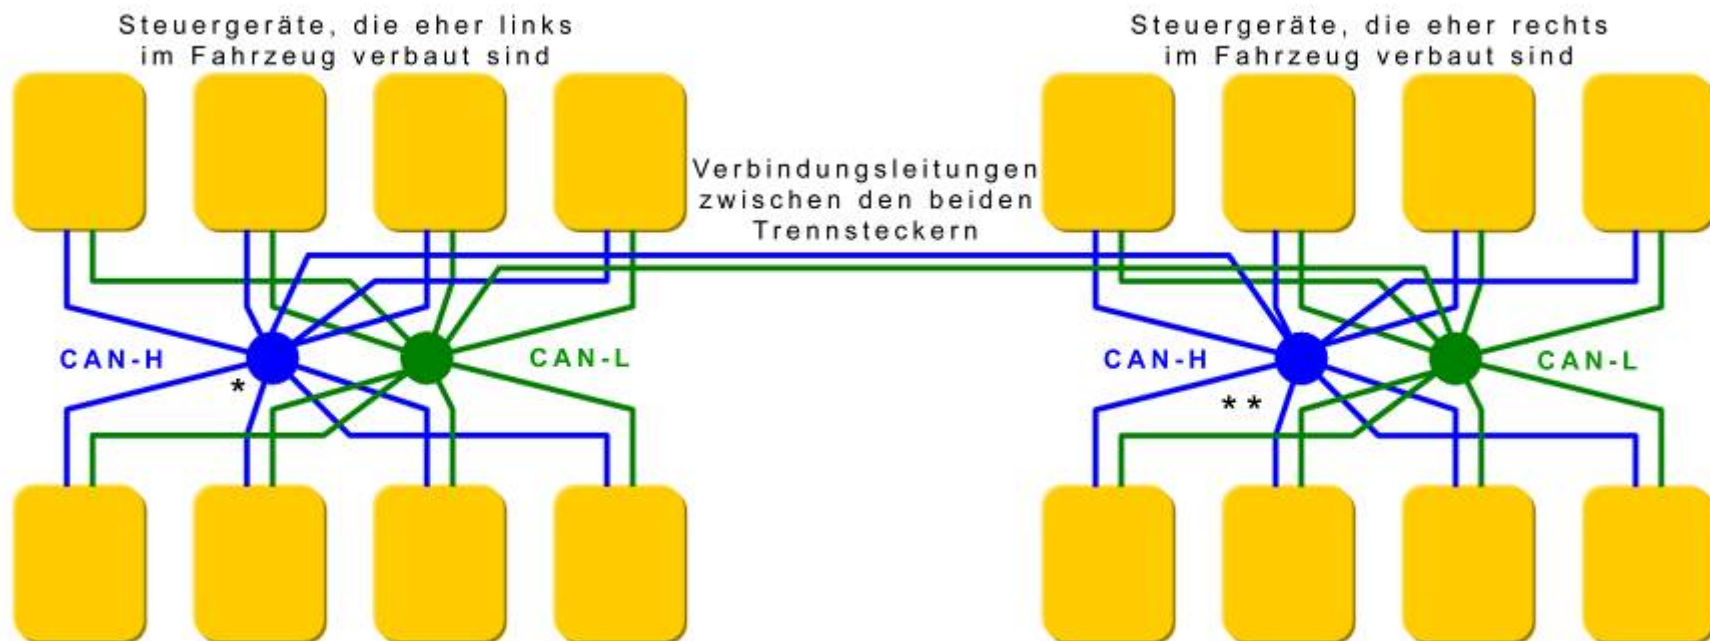 Steuergeräte, die eher links
im Fahrzeug verbaut sind
Steuergeräte, die eher rechts
im Fahrzeug verbaut sind
Verbindungsleitungen
zwischen den beiden
Trennsteckern
CAN-H
CAN-L
CAN-H
CAN-L
*
**